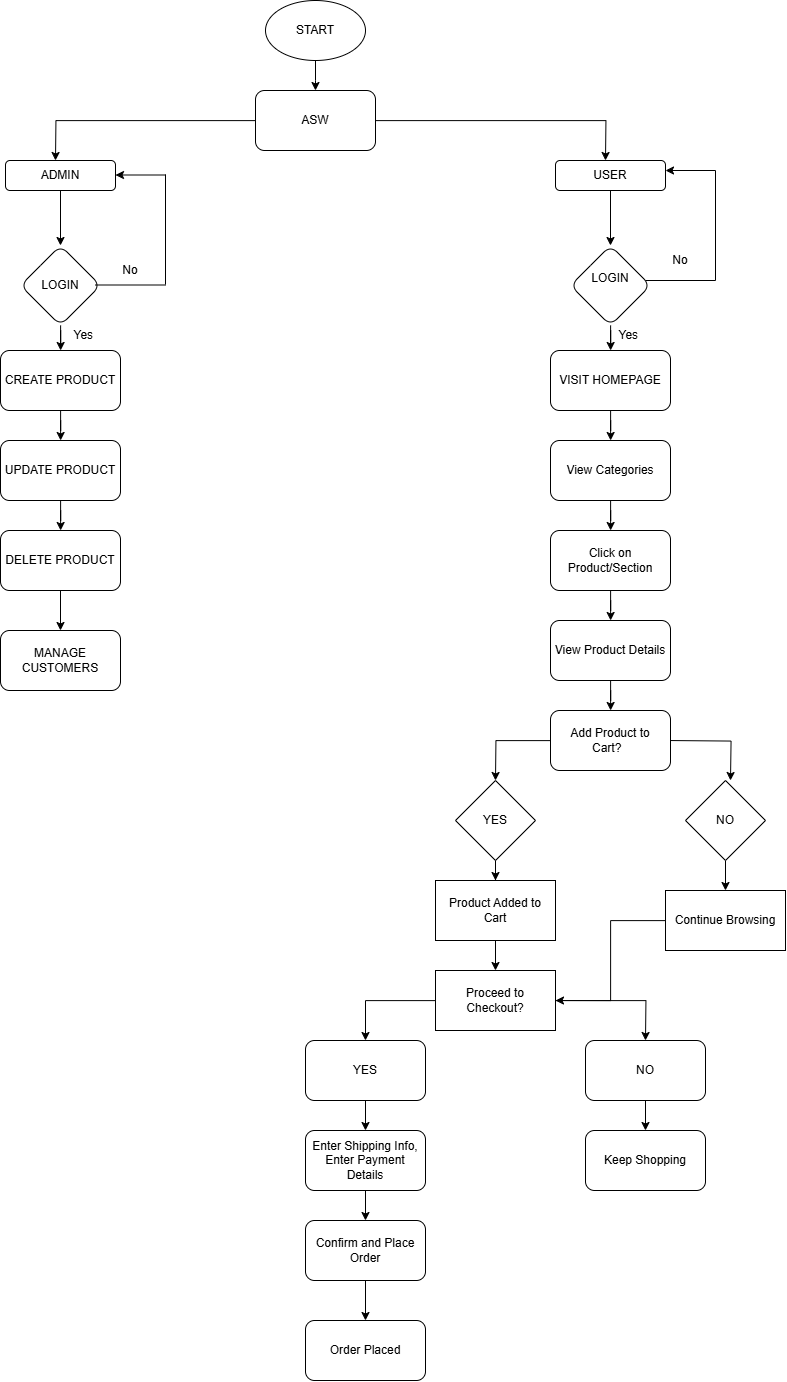 START
ASW
ADMIN
USER
LOGIN
No
LOGIN
No
Yes
Yes
CREATE PRODUCT
VISIT HOMEPAGE
UPDATE PRODUCT
View Categories
DELETE PRODUCT
Click on
Product/Section
MANAGE
CUSTOMERS
View Product Details
Add Product to
Cart?
YES
NO
Product Added to
Cart
Continue Browsing
Proceed to
Checkout?
YES
NO
Enter Shipping Info,
Enter Payment
Details
Keep Shopping
Confirm and Place
Order
Order Placed